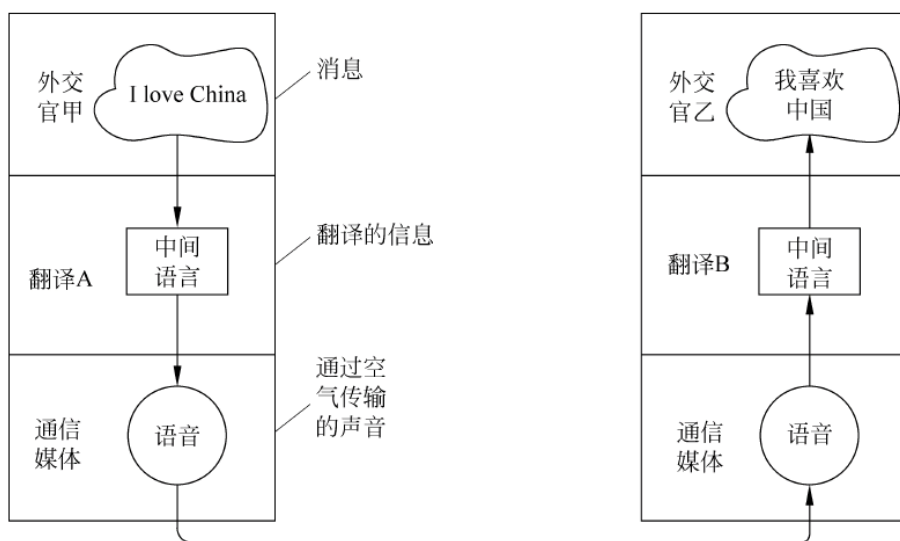 外交
官甲
I love China
消息
翻译A
中间
语言
翻译的信息
通信
媒体
语音
通过空
气传输
的声音
外交
官乙
我喜欢
中国
翻译B
中间
语言
通信
媒体
语音